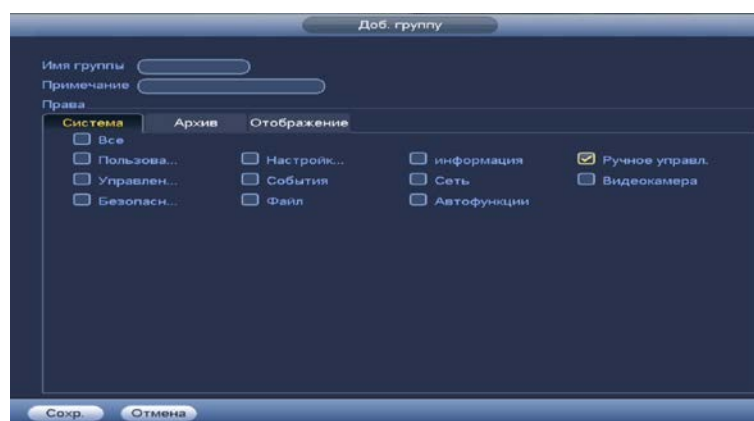 Доб. группу
Имя группы
Примечание
Права
Система Архив Отображение
Все
Пользова... Настройк... информация Ручное управл.
Управлен... События Сеть Видеокамера
Безопасн... Файл Автофункции
Сохр. Отмена